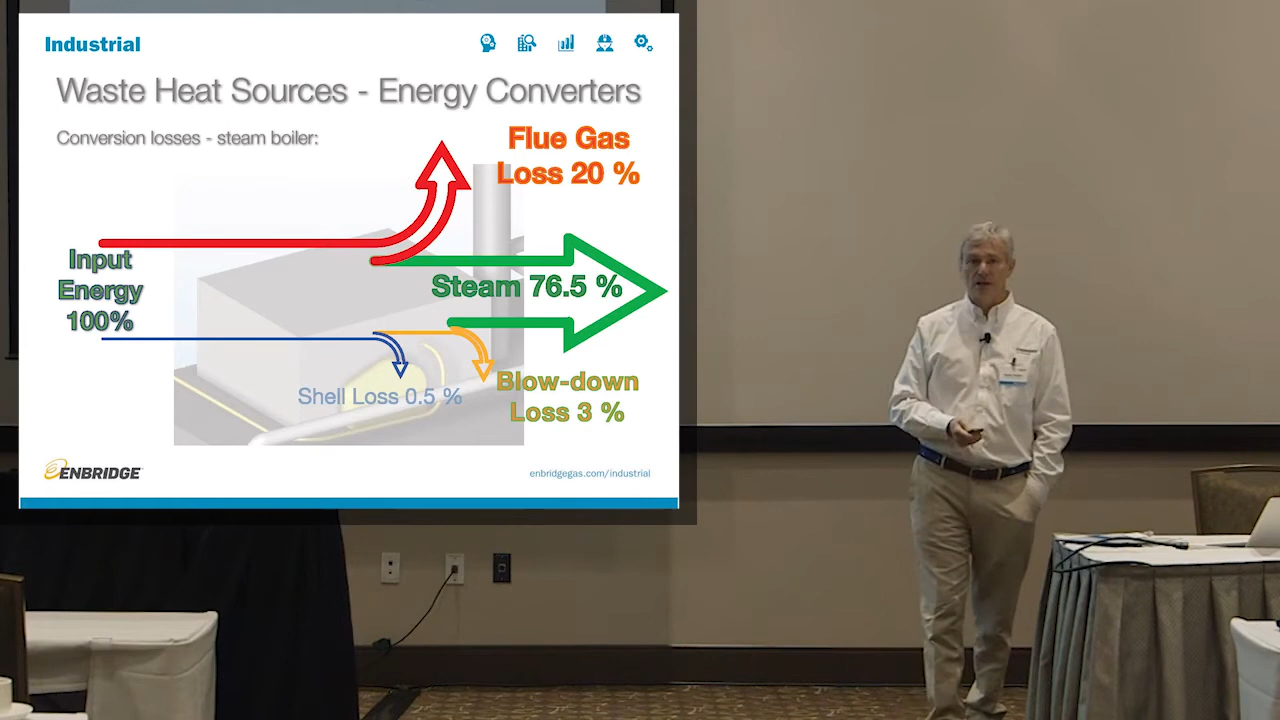 Industrial
Waste Heat Sources - Energy Converters
Conversion losses - steam boiler:
Flue Gas
Loss 20 %
Input
Energy
100%
Steam 76.5 %
Shell Loss 0.5 %
Blow-down
Loss 3 %
ENBRIDGE
enbridgegas.com/industrial